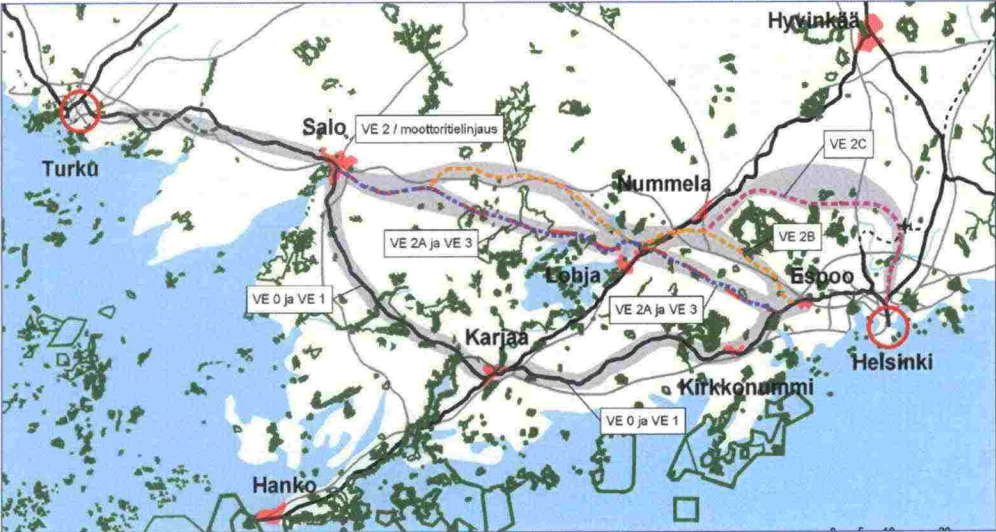 Hyvinkää
Salo
VE 2 / moottoritielinjaus
VE 2C
Turku
Nummela
VE 2A ja VE 3
VE 2B
Lohja
Espoo
VE 0 ja VE 1
VE 2A ja VE 3
Karjaa
Helsinki
Kirkkonummi
VE 0 ja VE 1
Hanko